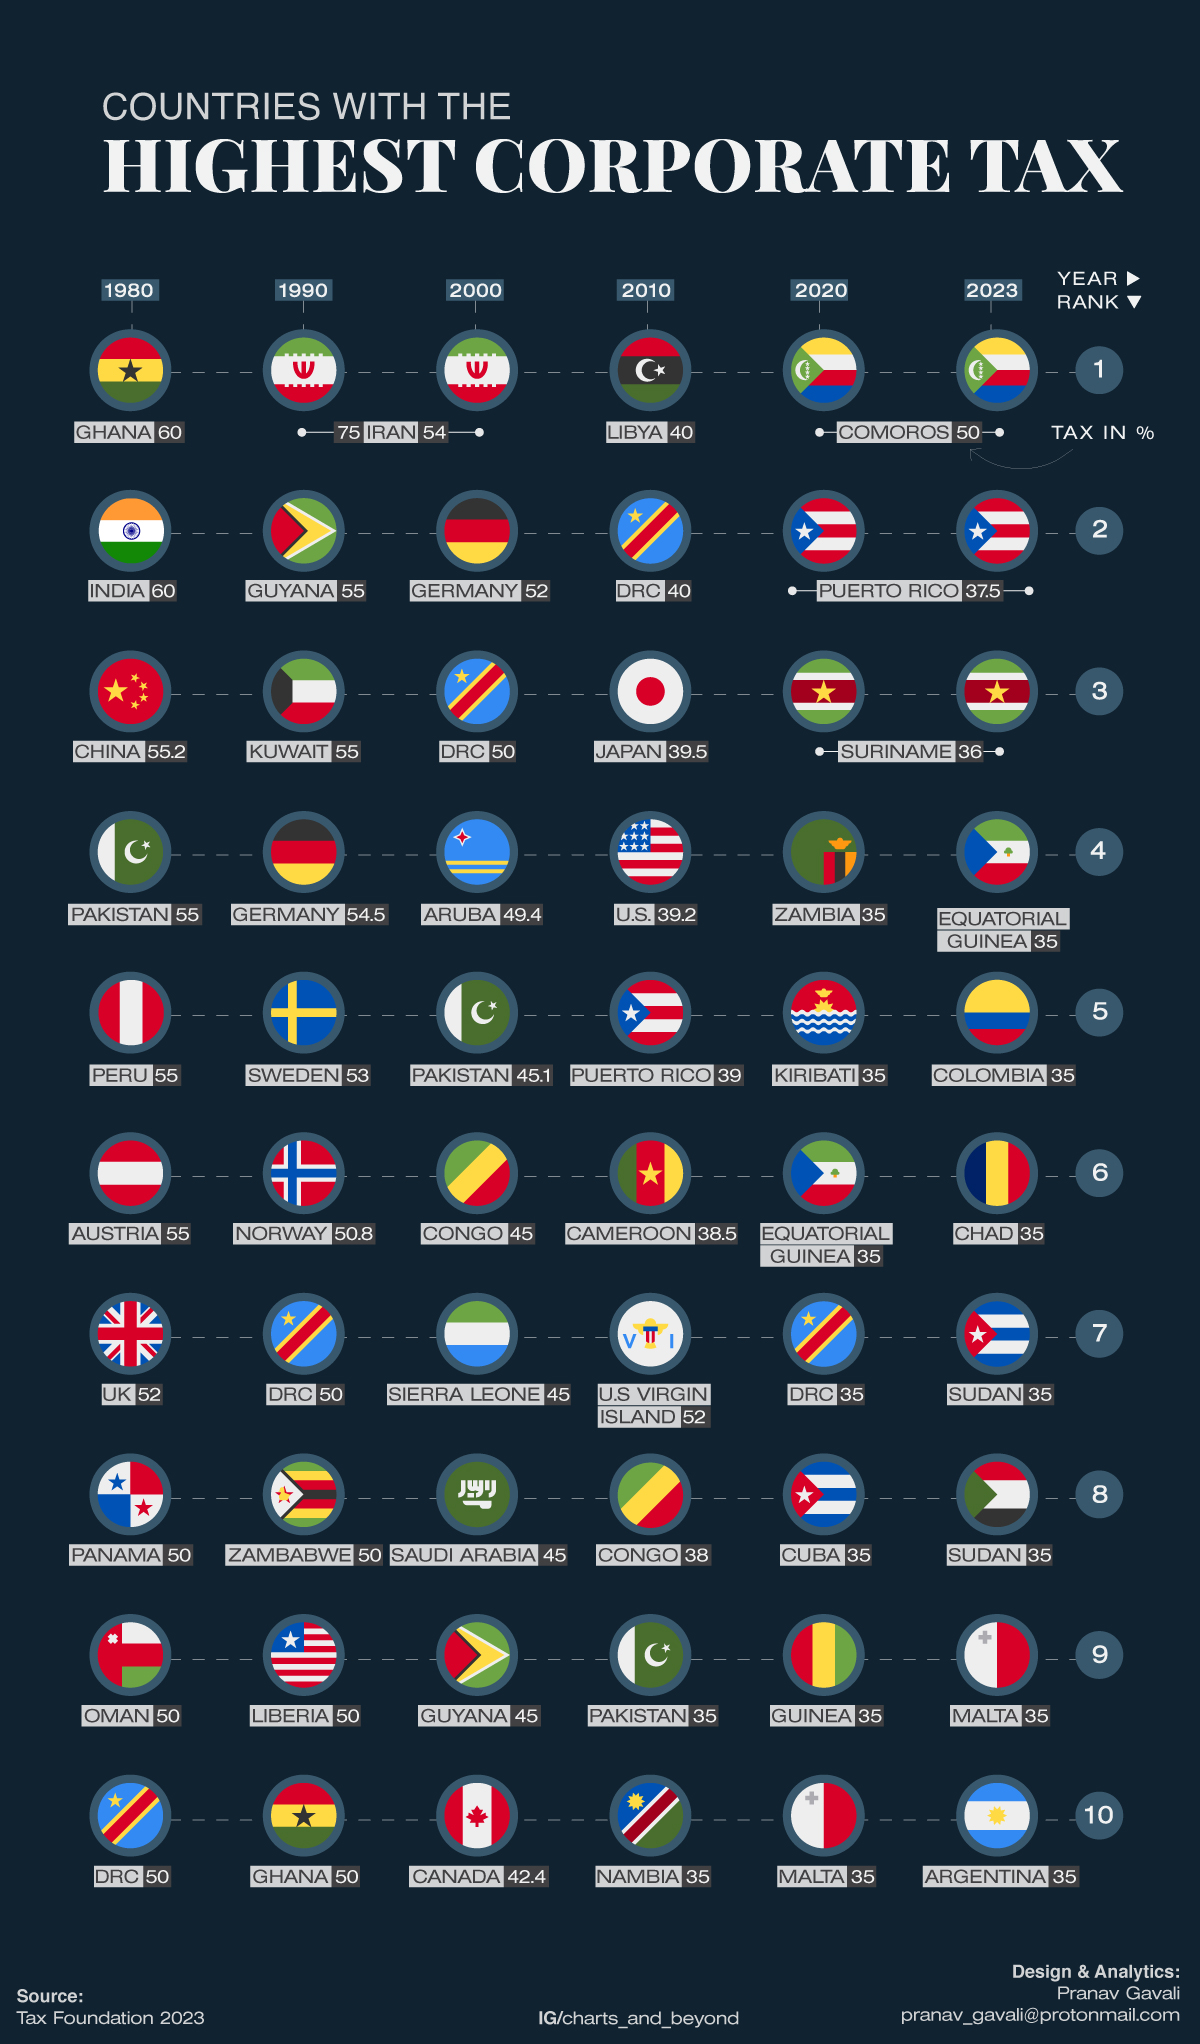 COUNTRIES WITH THE
HIGHEST CORPORATE TAX
1980 1990 2000 2010 2020 2023 YEAR ▶
RANK ▼
1
GHANA 60 75 IRAN 54 LIBYA 40 COMOROS 50 TAX IN %
2
INDIA 60 GUYANA 55 GERMANY 52 DRC 40 PUERTO RICO 37.5
3
CHINA 55.2 KUWAIT 55 DRC 50 JAPAN 39.5 SURINAME 36
4
PAKISTAN 55 GERMANY 54.5 ARUBA 49.4 U.S. 39.2 ZAMBIA 35 EQUATORIAL
GUINEA 35
5
PERU 55 SWEDEN 53 PAKISTAN 45.1 PUERTO RICO 39 KIRIBATI 35 COLOMBIA 35
6
AUSTRIA 55 NORWAY 50.8 CONGO 45 CAMEROON 38.5 EQUATORIAL CHAD 35
GUINEA 35
V I 7
UK 52 DRC 50 SIERRA LEONE 45 U.S VIRGIN DRC 35 SUDAN 35
ISLAND 52
8
PANAMA 50 ZAMBABWE 50 SAUDI ARABIA 45 CONGO 38 CUBA 35 SUDAN 35
9
OMAN 50 LIBERIA 50 GUYANA 45 PAKISTAN 35 GUINEA 35 MALTA 35
10
DRC 50 GHANA 50 CANADA 42.4 NAMBIA 35 MALTA 35 ARGENTINA 35
Source:
Tax Foundation 2023
IG/charts_and_beyond
Design & Analytics:
Pranav Gavali
pranav_gavali@protonmail.com